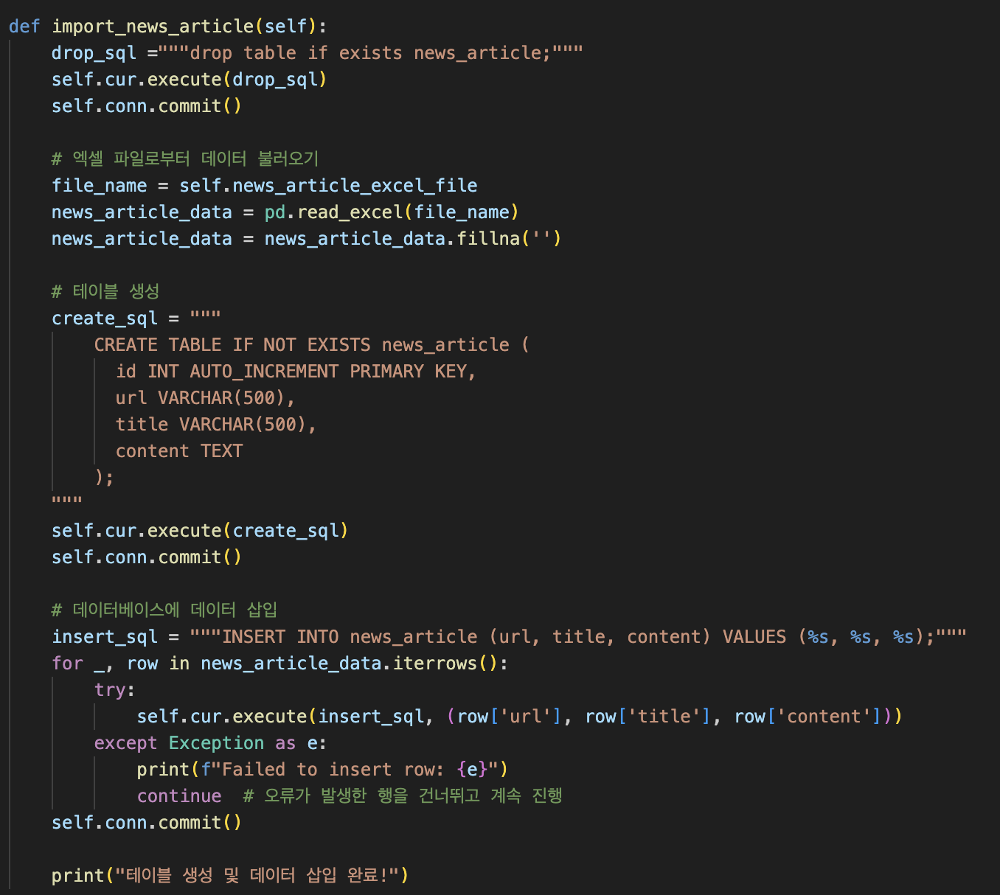 def import_news_article(self):
    drop_sql ="""drop table if exists news_article;"""
    self.cur.execute(drop_sql)
    self.conn.commit()

    # 엑셀 파일로부터 데이터 불러오기
    file_name = self.news_article_excel_file
    news_article_data = pd.read_excel(file_name)
    news_article_data = news_article_data.fillna('')

    # 테이블 생성
    create_sql = """
        CREATE TABLE IF NOT EXISTS news_article (
          id INT AUTO_INCREMENT PRIMARY KEY,
          url VARCHAR(500),
          title VARCHAR(500),
          content TEXT
        );
    """
    self.cur.execute(create_sql)
    self.conn.commit()

    # 데이터베이스에 데이터 삽입
    insert_sql = """INSERT INTO news_article (url, title, content) VALUES (%s, %s, %s);"""
    for _, row in news_article_data.iterrows():
        try:
            self.cur.execute(insert_sql, (row['url'], row['title'], row['content']))
        except Exception as e:
            print(f"Failed to insert row: {e}")
            continue  # 오류가 발생한 행을 건너뛰고 계속 진행
    self.conn.commit()

    print("테이블 생성 및 데이터 삽입 완료!")